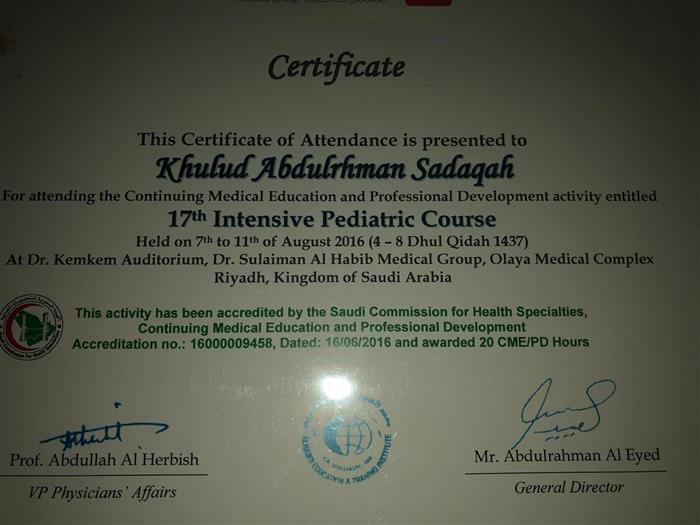 Certificate
This Certificate of Attendance is presented to
Khulud Abdulrhman Sadaqah
For attending the Continuing Medical Education and Professional Development activity entitled
17th Intensive Pediatric Course
Held on 7th to 11th of August 2016 (4 – 8 Dhul Qidah 1437)
At Dr. Kemkem Auditorium, Dr. Sulaiman Al Habib Medical Group, Olaya Medical Complex
Riyadh, Kingdom of Saudi Arabia
This activity has been accredited by the Saudi Commission for Health Specialties,
Continuing Medical Education and Professional Development
Accreditation no.: 16000009458, Dated: 16/06/2016 and awarded 20 CME/PD Hours
Prof. Abdullah Al Herbish
VP Physicians' Affairs
EDUCATION & TRAINING INSTITUTE
Mr. Abdulrahman Al Eyed
General Director